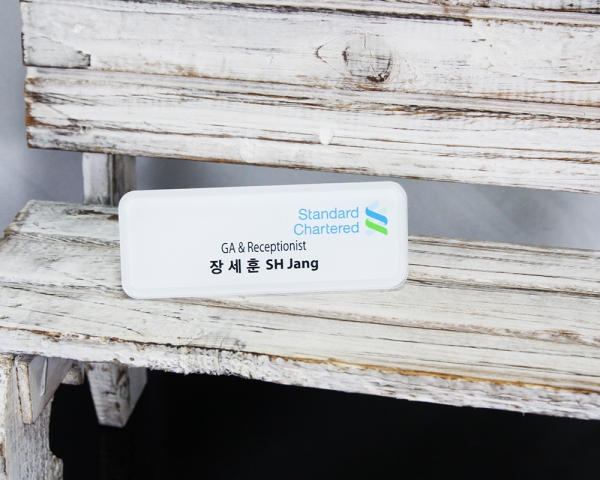 Standard
Chartered
GA & Receptionist
장 세 훈 SH Jang